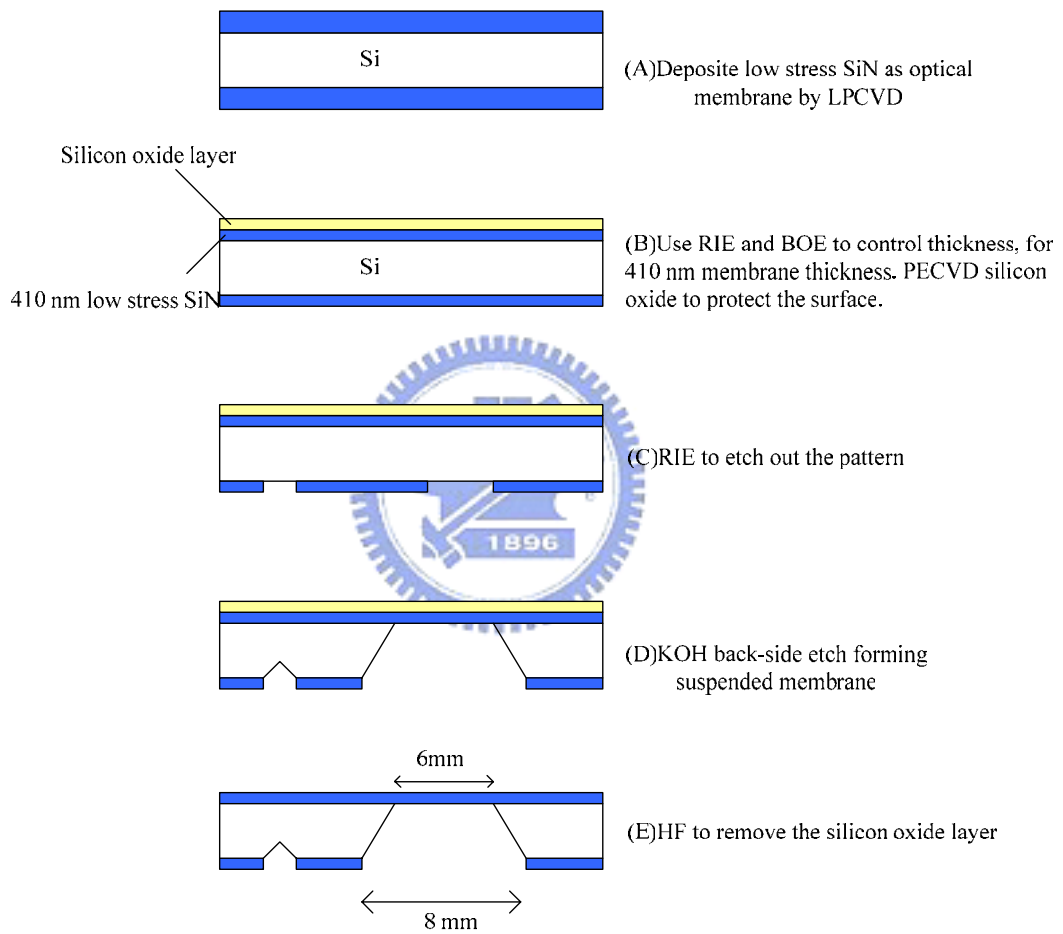 Si
(A)Deposite low stress SiN as optical
membrane by LPCVD
Silicon oxide layer
Si
410 nm low stress SiN
(B)Use RIE and BOE to control thickness, for
410 nm membrane thickness. PECVD silicon
oxide to protect the surface.
(C)RIE to etch out the pattern
1896
(D)KOH back-side etch forming
suspended membrane
6mm
(E)HF to remove the silicon oxide layer
8 mm